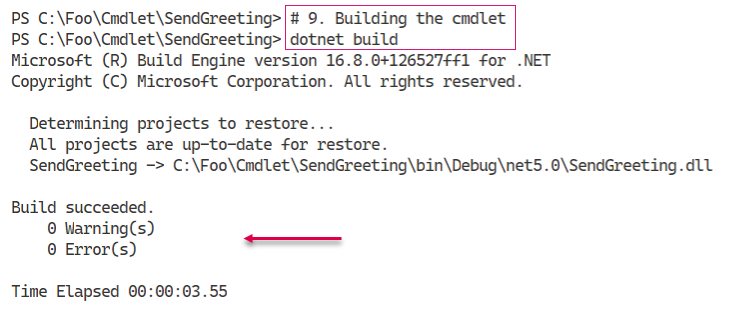 PS C:\Foo\Cmdlet\SendGreeting> # 9. Building the cmdlet
PS C:\Foo\Cmdlet\SendGreeting> dotnet build
Microsoft (R) Build Engine version 16.8.0+126527ff1 for .NET
Copyright (C) Microsoft Corporation. All rights reserved.
Determining projects to restore...
All projects are up-to-date for restore.
SendGreeting -> C:\Foo\Cmdlet\SendGreeting\bin\Debug\net5.0\SendGreeting.dll
Build succeeded.
0 Warning(s)
0 Error(s)
Time Elapsed 00:00:03.55